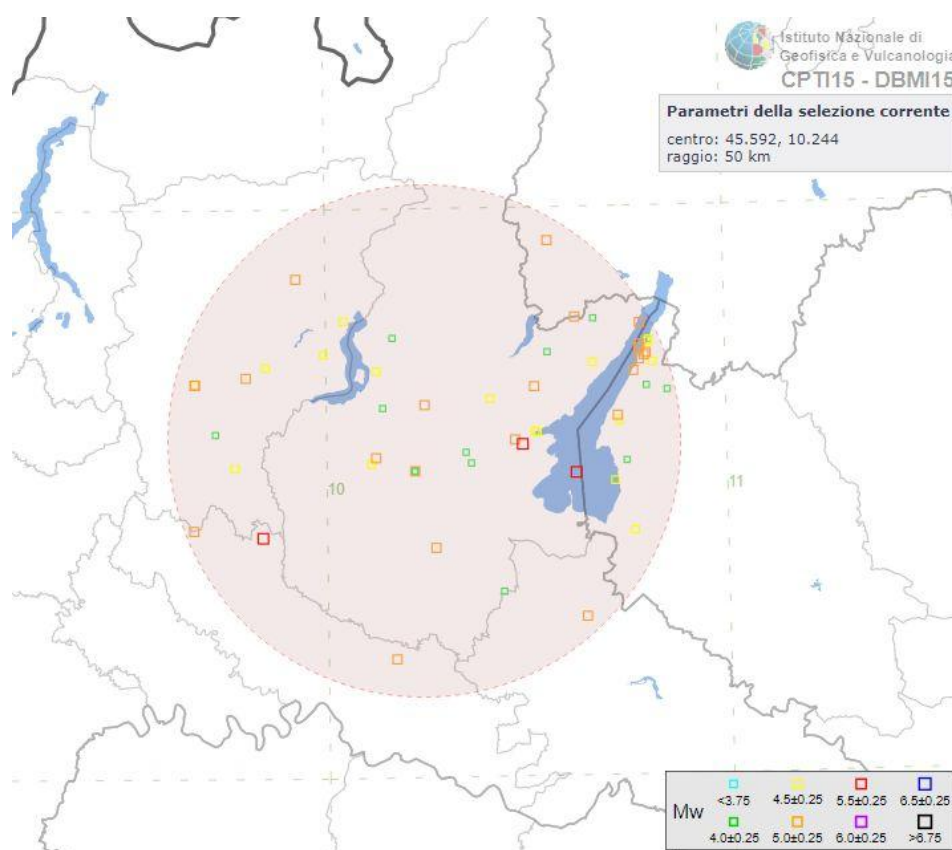 Istituto Nazionale di
Geofisica e Vulcanologia
CPTI15 - DBMI15
Parametri della selezione corrente
centro: 45.592, 10.244
raggio: 50 km
10
11
Mw
<3.75
4.5±0.25
5.5±0.25
6.5±0.25
4.0±0.25
5.0±0.25
6.0±0.25
>6.75